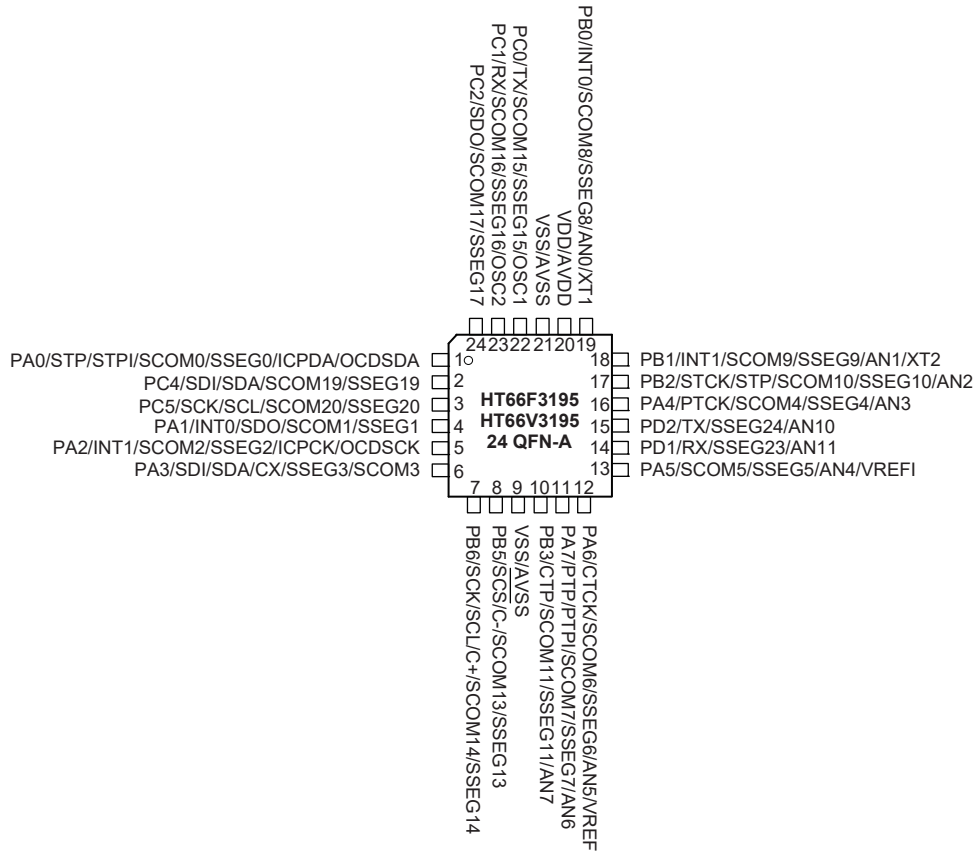 PC2/SDO/SCOM17/SSEG17
PC1/RX/SCOM16/SSEG16/OSC2
PC0/TX/SCOM15/SSEG15/OSC1
VSS/AVSS
VDD/AVDD
PB0/INT0/SCOM8/SSEG8/AN0/XT1
24 23 22 21 20 19
PA0/STP/STPI/SCOM0/SSEG0/ICPDA/OCDSDA 1
PC4/SDI/SDA/SCOM19/SSEG19 2
PC5/SCK/SCL/SCOM20/SSEG20 3
PA1/INT0/SDO/SCOM1/SSEG1 4
PA2/INT1/SCOM2/SSEG2/ICPCK/OCDSCK 5
PA3/SDI/SDA/CX/SSEG3/SCOM3 6
HT66F3195
HT66V3195
24 QFN-A
18 PB1/INT1/SCOM9/SSEG9/AN1/XT2
17 PB2/STCK/STP/SCOM10/SSEG10/AN2
16 PA4/PTCK/SCOM4/SSEG4/AN3
15 PD2/TX/SSEG24/AN10
14 PD1/RX/SSEG23/AN11
13 PA5/SCOM5/SSEG5/AN4/VREFI
7 8 9 10 11 12
PB6/SCK/SCL/C+/SCOM14/SSEG14
PB5/SCS/C-/SCOM13/SSEG13
VSS/AVSS
PB3/CTP/SCOM11/SSEG11/AN7
PA7/PTP/PTPI/SCOM7/SSEG7/AN6
PA6/CTCK/SCOM6/SSEG6/AN5/VREF